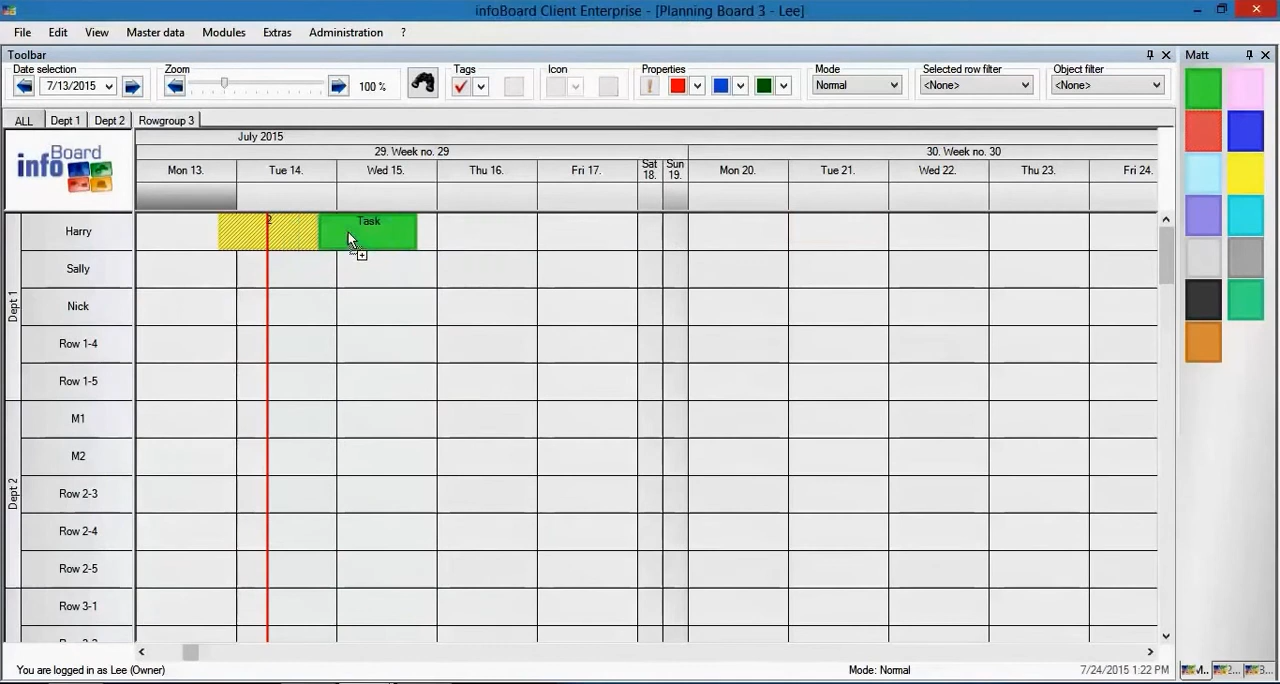 infoBoard Client Enterprise - [Planning Board 3 - Lee]
File Edit View Master data Modules Extras Administration ?
Toolbar
Matt
Date selection Zoom Tags Icon Properties Mode Selected row filter Object filter
7/13/2015 100 % Normal <None> <None>
ALL Dept 1 Dept 2 Rowgroup 3
July 2015
29. Week no. 29 30. Week no. 30
Mon 13. Tue 14. Wed 15. Thu 16. Fri 17. Sat 18. Sun 19. Mon 20. Tue 21. Wed 22. Thu 23. Fri 24.
info Board
2 Task
Dept 1
Harry
Sally
Nick
Row 1-4
Row 1-5
Dept 2
M1
M2
Row 2-3
Row 2-4
Row 2-5
Row 3-1
You are logged in as Lee (Owner) Mode: Normal 7/24/2015 1:22 PM M.. 2... 3...